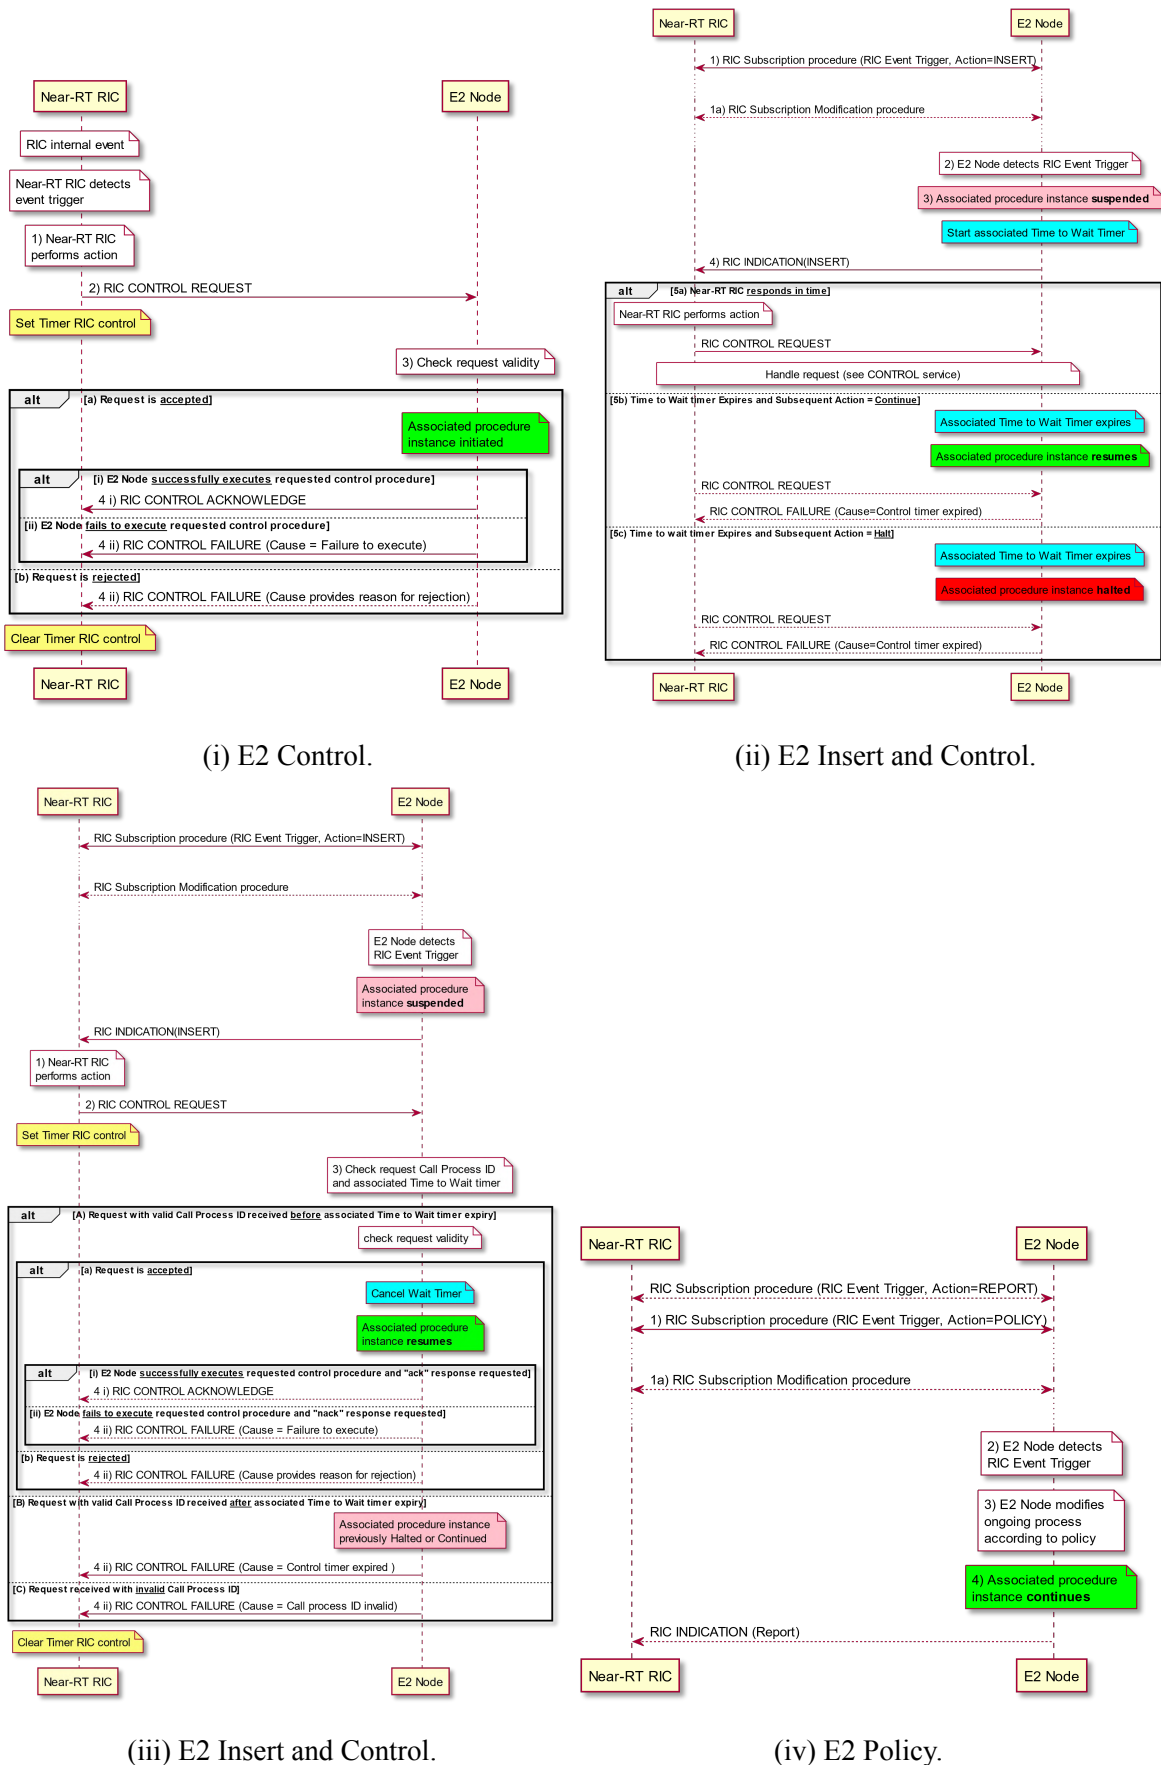 Near-RT RIC
E2 Node
RIC internal event
Near-RT RIC detects
event trigger
1) Near-RT RIC
performs action
2) RIC CONTROL REQUEST
Set Timer RIC control
3) Check request validity
alt
[a) Request is accepted]
Associated procedure
instance initiated
alt
[i) E2 Node successfully executes requested control procedure]
4 i) RIC CONTROL ACKNOWLEDGE
[ii) E2 Node fails to execute requested control procedure]
4 ii) RIC CONTROL FAILURE (Cause = Failure to execute)
[b) Request is rejected]
4 ii) RIC CONTROL FAILURE (Cause provides reason for rejection)
Clear Timer RIC control
Near-RT RIC
E2 Node
(i) E2 Control.
Near-RT RIC
E2 Node
1) RIC Subscription procedure (RIC Event Trigger, Action=INSERT)
1a) RIC Subscription Modification procedure
2) E2 Node detects RIC Event Trigger
3) Associated procedure instance suspended
Start associated Time to Wait Timer
4) RIC INDICATION(INSERT)
alt
[5a) Near-RT RIC responds in time]
Near-RT RIC performs action
RIC CONTROL REQUEST
Handle request (see CONTROL service)
[5b) Time to Wait timer Expires and Subsequent Action = Continue]
Associated Time to Wait Timer expires
Associated procedure instance resumes
RIC CONTROL REQUEST
RIC CONTROL FAILURE (Cause=Control timer expired)
[5c) Time to wait timer Expires and Subsequent Action = Halt]
Associated Time to Wait Timer expires
Associated procedure instance halted
RIC CONTROL REQUEST
RIC CONTROL FAILURE (Cause=Control timer expired)
Near-RT RIC
E2 Node
(ii) E2 Insert and Control.
Near-RT RIC
E2 Node
RIC Subscription procedure (RIC Event Trigger, Action=INSERT)
RIC Subscription Modification procedure
E2 Node detects
RIC Event Trigger
Associated procedure
instance suspended
RIC INDICATION(INSERT)
1) Near-RT RIC
performs action
2) RIC CONTROL REQUEST
Set Timer RIC control
3) Check request Call Process ID
and associated Time to Wait timer
alt
[A) Request with valid Call Process ID received before associated Time to Wait timer expiry]
check request validity
alt
[a) Request is accepted]
Cancel Wait Timer
Associated procedure
instance resumes
alt
[i) E2 Node successfully executes requested control procedure and "ack" response requested]
4 i) RIC CONTROL ACKNOWLEDGE
[ii) E2 Node fails to execute requested control procedure and "nack" response requested]
4 ii) RIC CONTROL FAILURE (Cause = Failure to execute)
[b) Request is rejected]
4 ii) RIC CONTROL FAILURE (Cause provides reason for rejection)
[B) Request with valid Call Process ID received after associated Time to Wait timer expiry]
Associated procedure instance
previously Halted or Continued
4 ii) RIC CONTROL FAILURE (Cause = Control timer expired )
[C) Request received with invalid Call Process ID]
4 ii) RIC CONTROL FAILURE (Cause = Call process ID invalid)
Clear Timer RIC control
Near-RT RIC
E2 Node
(iii) E2 Insert and Control.
Near-RT RIC
E2 Node
RIC Subscription procedure (RIC Event Trigger, Action=REPORT)
1) RIC Subscription procedure (RIC Event Trigger, Action=POLICY)
1a) RIC Subscription Modification procedure
2) E2 Node detects
RIC Event Trigger
3) E2 Node modifies
ongoing process
according to policy
4) Associated procedure
instance continues
RIC INDICATION (Report)
Near-RT RIC
E2 Node
(iv) E2 Policy.